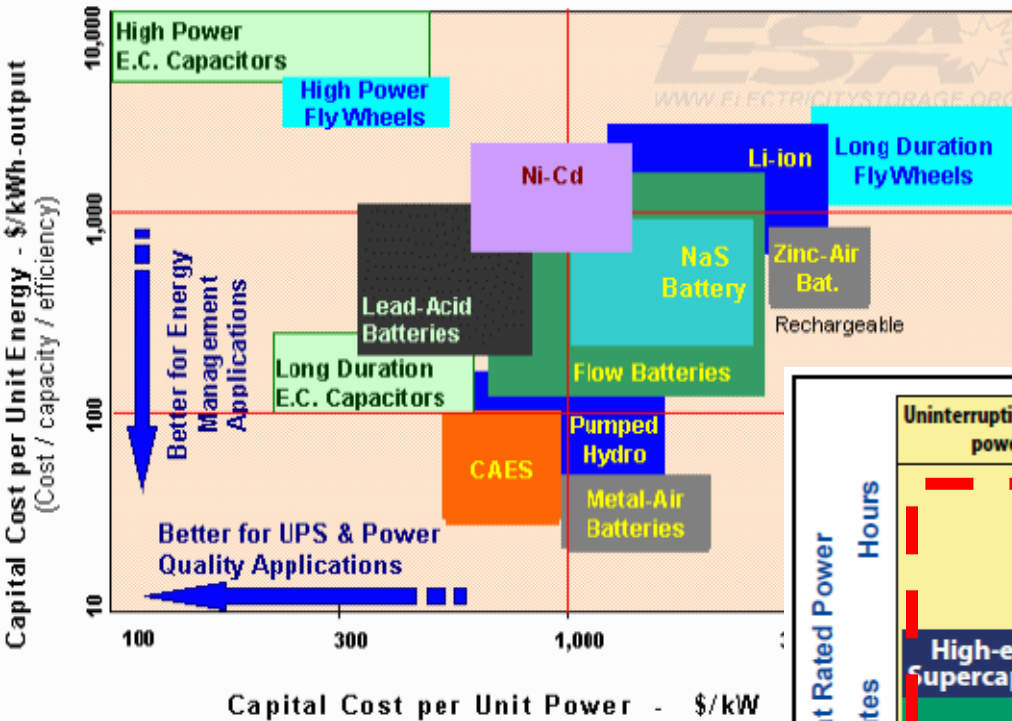 Capital Cost per Unit Energy - $/kWh-output
(Cost / capacity / efficiency)
10,000
1,000
100
10
High Power
E.C. Capacitors
High Power
Fly Wheels
ESA
WWW.ELECTRICITYSTORAGE.ORG
Ni-Cd
Li-ion
Long Duration
Fly Wheels
Better for Energy
Management
Applications
Lead-Acid
Batteries
NaS
Battery
Zinc-Air
Bat.
Rechargeable
Long Duration
E.C. Capacitors
Flow Batteries
CAES
Pumped
Hydro
Metal-Air
Batteries
Better for UPS & Power
Quality Applications
100
300
1,000
Capital Cost per Unit Power - $/kW
Hours
Rated Power
High-e